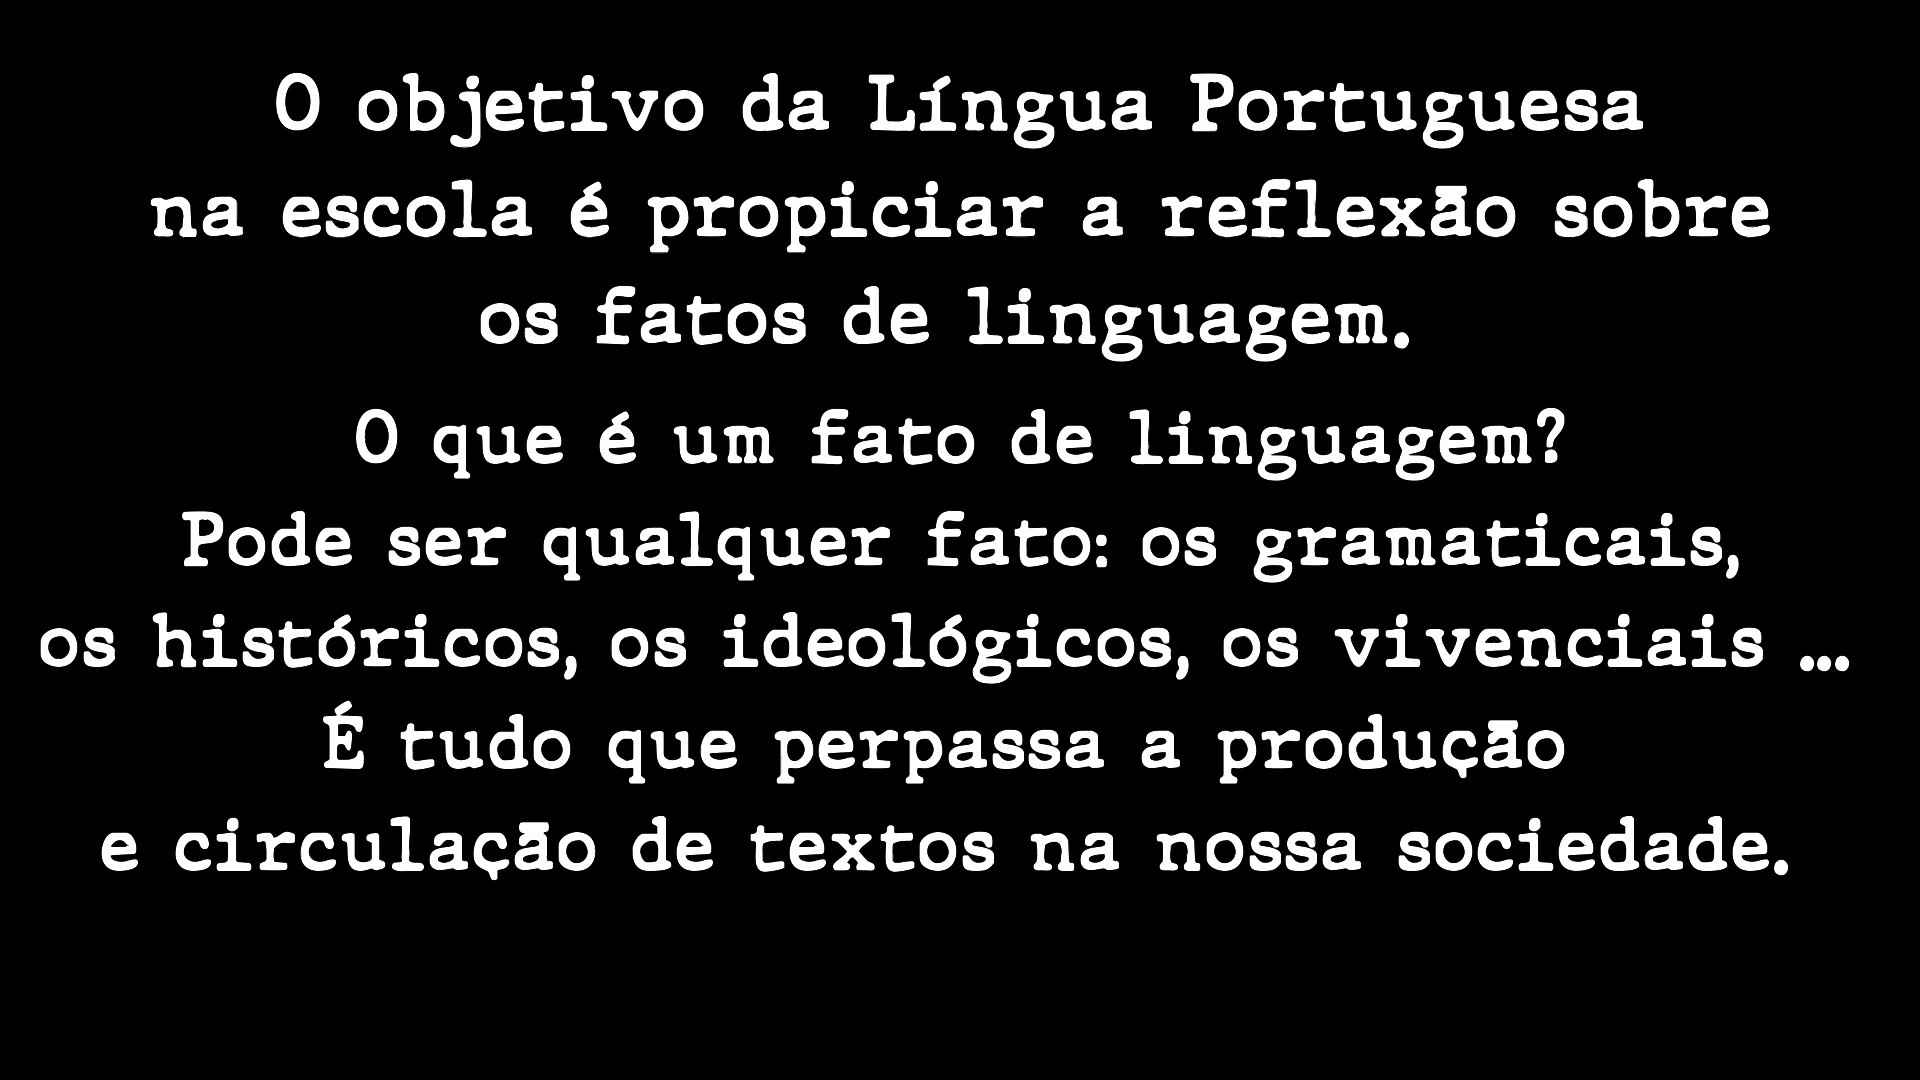 O objetivo da Língua Portuguesa
na escola é propiciar a reflexão sobre
os fatos de linguagem.
O que é um fato de linguagem?
Pode ser qualquer fato: os gramaticais,
os históricos, os ideológicos, os vivenciais ...
É tudo que perpassa a produção
e circulação de textos na nossa sociedade.